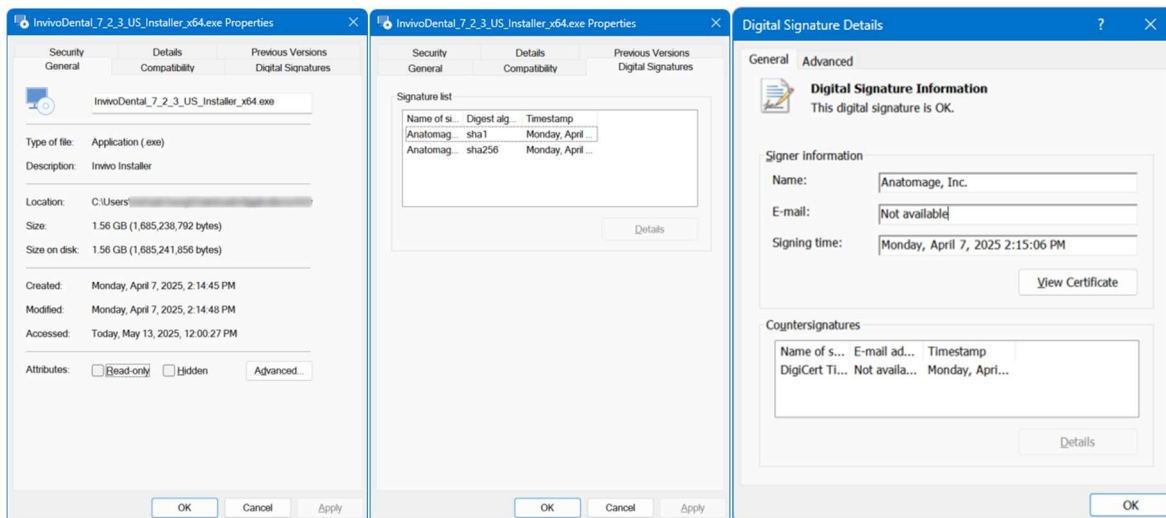 InvivoDental_7_2_3_US_Installer_x64.exe Properties
Security Details Previous Versions
General Compatibility Digital Signatures
InvivoDental_7_2_3_US_Installer_x64.exe
Type of file: Application (.exe)
Description: Invivo Installer
Location: C:\Users\
Size: 1.56 GB (1,685,238,792 bytes)
Size on disk: 1.56 GB (1,685,241,856 bytes)
Created: Monday, April 7, 2025, 2:14:45 PM
Modified: Monday, April 7, 2025, 2:14:48 PM
Accessed: Today, May 13, 2025, 12:00:27 PM
Attributes: Read-only Hidden Advanced...
OK Cancel Apply
InvivoDental_7_2_3_US_Installer_x64.exe Properties
Security Details Previous Versions
General Compatibility Digital Signatures
Signature list
Name of si... Digest alg... Timestamp
Anatomag... sha1 Monday, April ...
Anatomag... sha256 Monday, April ...
Details
OK Cancel Apply
Digital Signature Details ?
General Advanced
Digital Signature Information
This digital signature is OK.
Signer information
Name: Anatomage, Inc.
E-mail: Not available
Signing time: Monday, April 7, 2025 2:15:06 PM
View Certificate
Countersignatures
Name of s... E-mail ad... Timestamp
DigiCert Ti... Not availa... Monday, Apri...
Details
OK